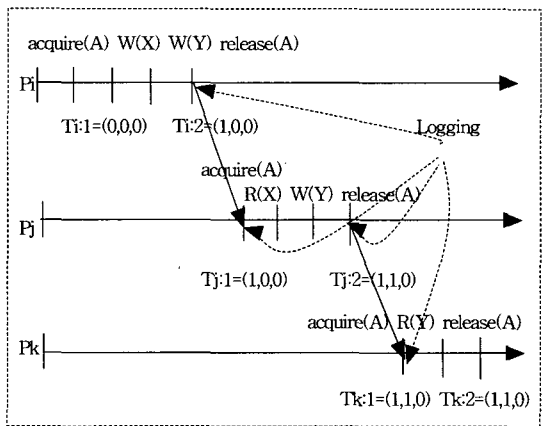 acquire(A) W(X) W(Y) release(A)
Pi
Ti:1=(0,0,0) Ti:2=(1,0,0) Logging
acquire(A)
R(X) W(Y) release(A)
Pj
Tj:1=(1,0,0) Tj:2=(1,1,0)
acquire(A) R(Y) release(A)
Pk
Tk:1=(1,1,0) Tk:2=(1,1,0)